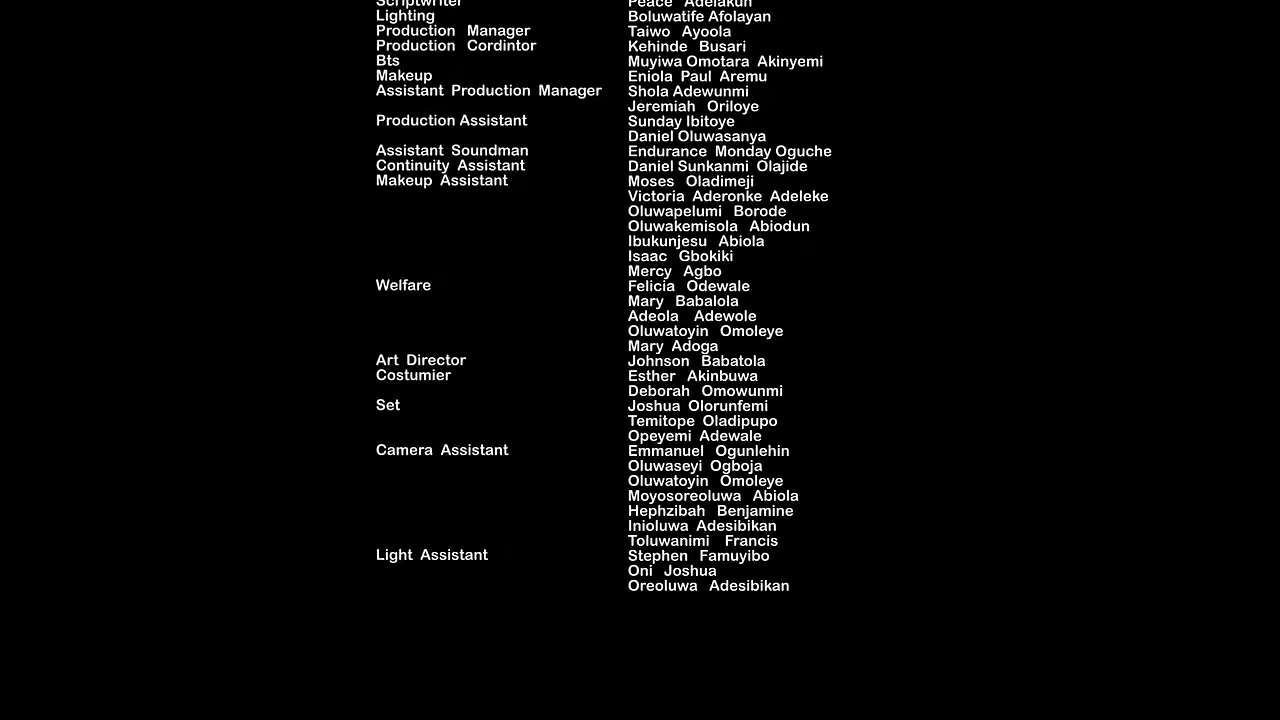 Scriptwriter Peace Adelakun
Lighting Boluwatife Afolayan
Production Manager Taiwo Ayoola
Production Cordintor Kehinde Busari
Bts Muyiwa Omotara Akinyemi
Makeup Eniola Paul Aremu
Assistant Production Manager Shola Adewunmi
Jeremiah Oriloye
Production Assistant Sunday Ibitoye
Daniel Oluwasanya
Assistant Soundman Endurance Monday Oguche
Continuity Assistant Daniel Sunkanmi Olajide
Makeup Assistant Moses Oladimeji
Victoria Aderonke Adeleke
Oluwapelumi Borode
Oluwakemisola Abiodun
Ibukunjesu Abiola
Isaac Gbokiki
Mercy Agbo
Welfare Felicia Odewale
Mary Babalola
Adeola Adewole
Oluwatoyin Omoleye
Mary Adoga
Art Director Johnson Babatola
Costumier Esther Akinbuwa
Deborah Omowunmi
Set Joshua Olorunfemi
Temitope Oladipupo
Opeyemi Adewale
Camera Assistant Emmanuel Ogunlehin
Oluwaseyi Ogboja
Oluwatoyin Omoleye
Moyosoreoluwa Abiola
Hephzibah Benjamine
Inioluwa Adesibikan
Toluwanimi Francis
Light Assistant Stephen Famuyibo
Oni Joshua
Oreoluwa Adesibikan